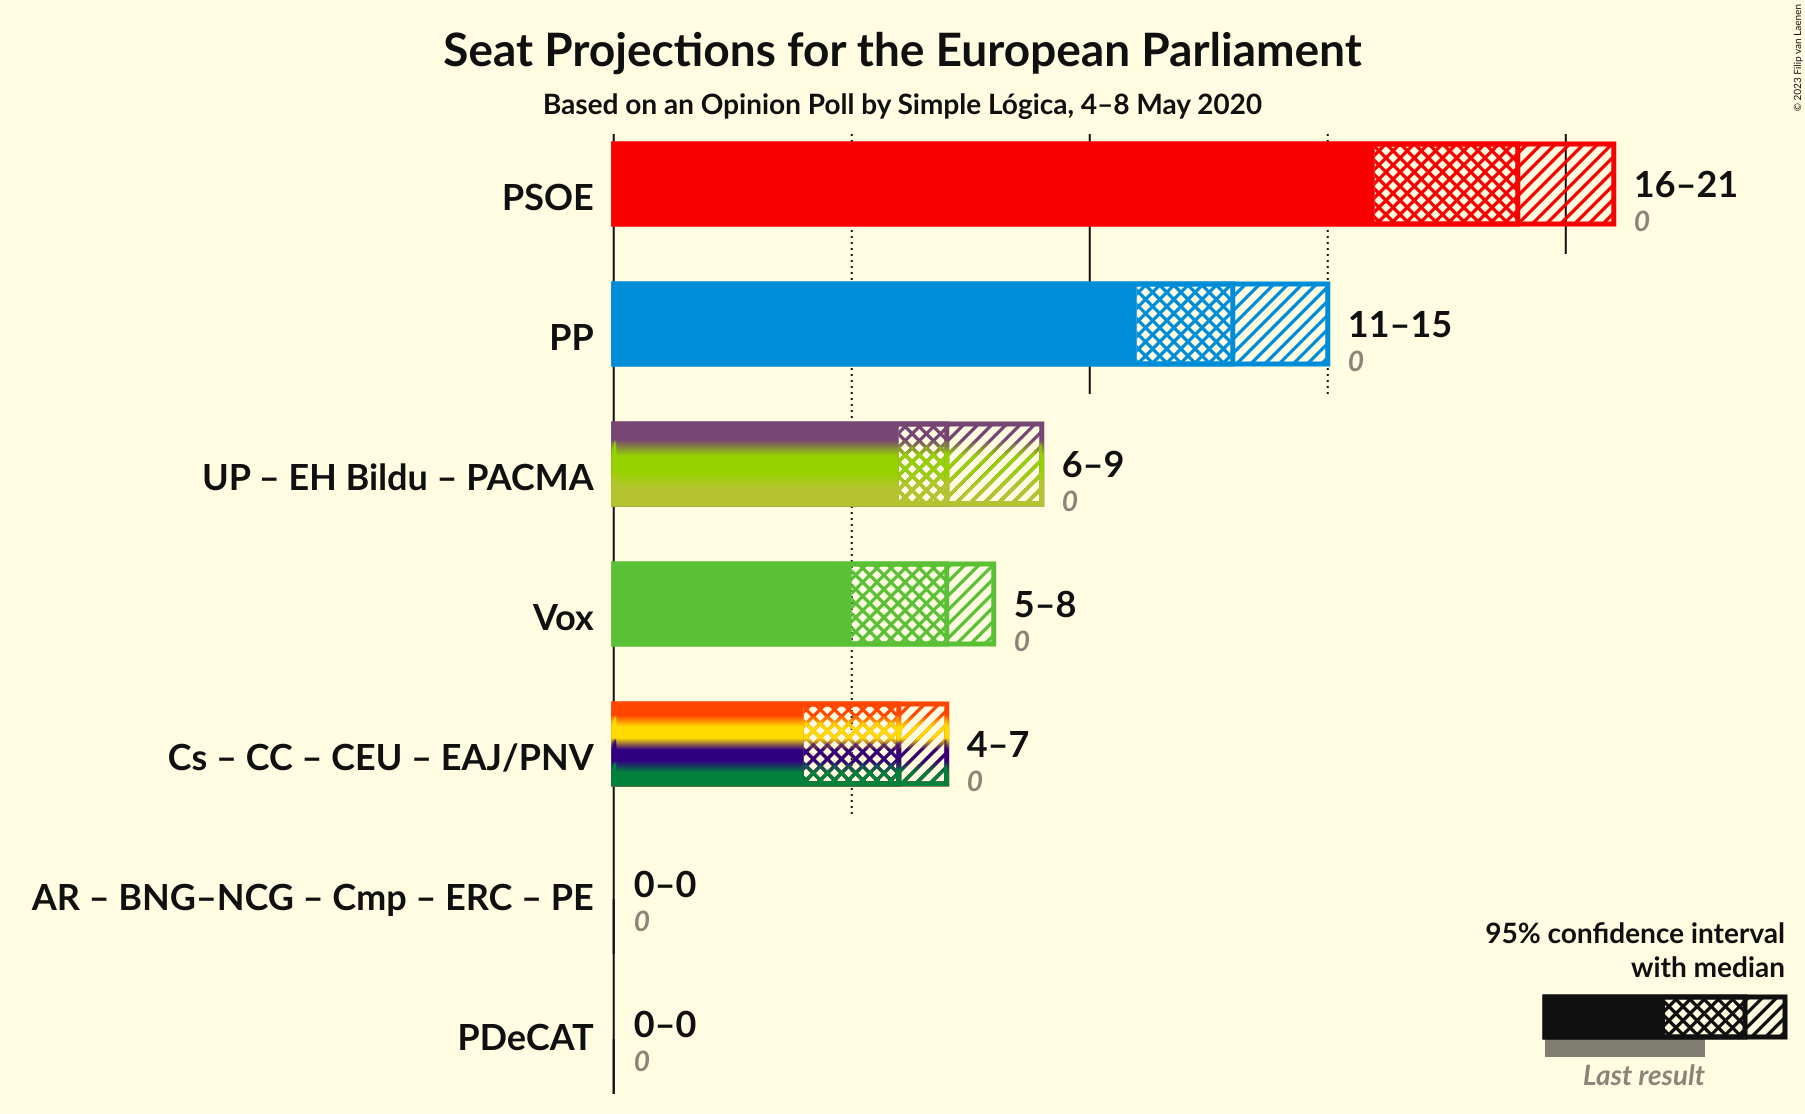 Seat Projections for the European Parliament
Based on an Opinion Poll by Simple Lógica, 4–8 May 2020
© 2023 Filip van Laenen
PSOE
16–21
0
PP
11–15
0
UP – EH Bildu – PACMA
6–9
0
Vox
5–8
0
Cs – CC – CEU – EAJ/PNV
4–7
0
AR – BNG–NCG – Cmp – ERC – PE
0–0
0
PDeCAT
0–0
0
95% confidence interval
with median
Last result